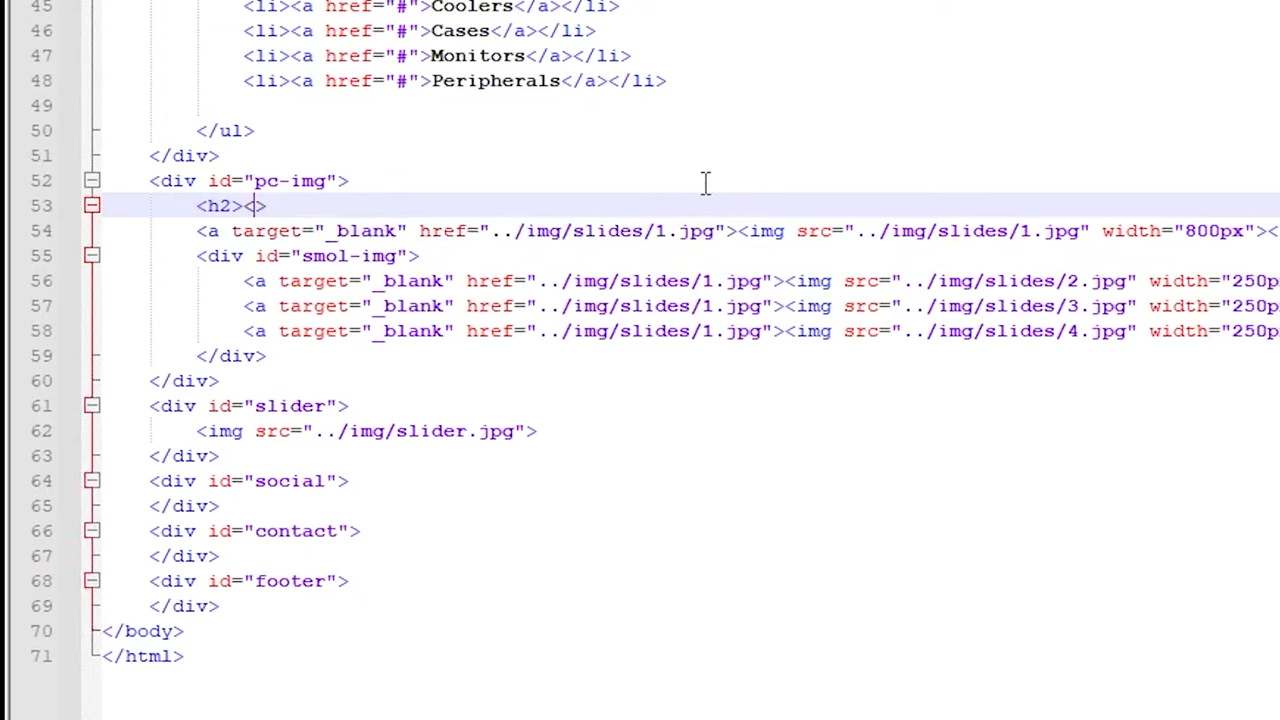 45 <li><a href="#">Coolers</a></li>
46 <li><a href="#">Cases</a></li>
47 <li><a href="#">Monitors</a></li>
48 <li><a href="#">Peripherals</a></li>
49
50 </ul>
51 </div>
52 <div id="pc-img">
53 <h2><>
54 <a target="_blank" href="../img/slides/1.jpg"><img src="../img/slides/1.jpg" width="800px"><
55 <div id="smol-img">
56 <a target="_blank" href="../img/slides/1.jpg"><img src="../img/slides/2.jpg" width="250p
57 <a target="_blank" href="../img/slides/1.jpg"><img src="../img/slides/3.jpg" width="250p
58 <a target="_blank" href="../img/slides/1.jpg"><img src="../img/slides/4.jpg" width="250p
59 </div>
60 </div>
61 <div id="slider">
62 <img src="../img/slider.jpg">
63 </div>
64 <div id="social">
65 </div>
66 <div id="contact">
67 </div>
68 <div id="footer">
69 </div>
70 </body>
71 </html>